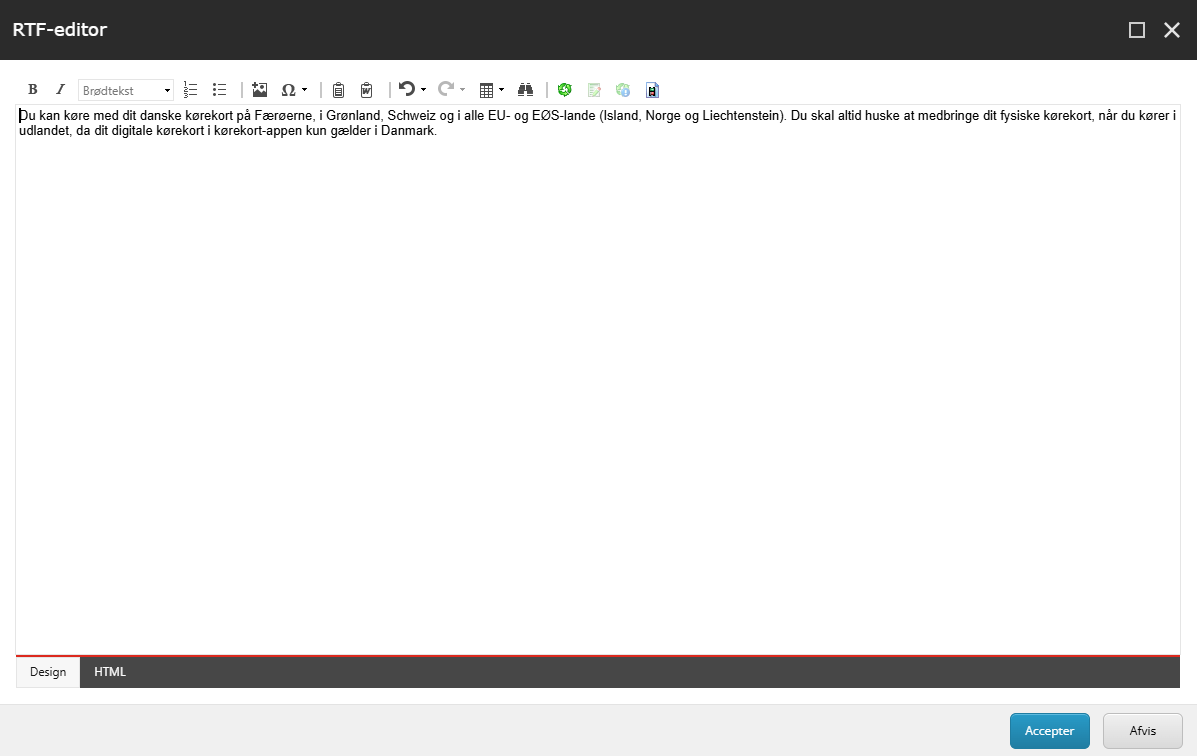 RTF-editor
B I Brødtekst Ω
Du kan køre med dit danske kørekort på Færøerne, i Grønland, Schweiz og i alle EU- og EØS-lande (Island, Norge og Liechtenstein). Du skal altid huske at medbringe dit fysiske kørekort, når du kører i
udlandet, da dit digitale kørekort i kørekort-appen kun gælder i Danmark.
Design HTML
Accepter Afvis